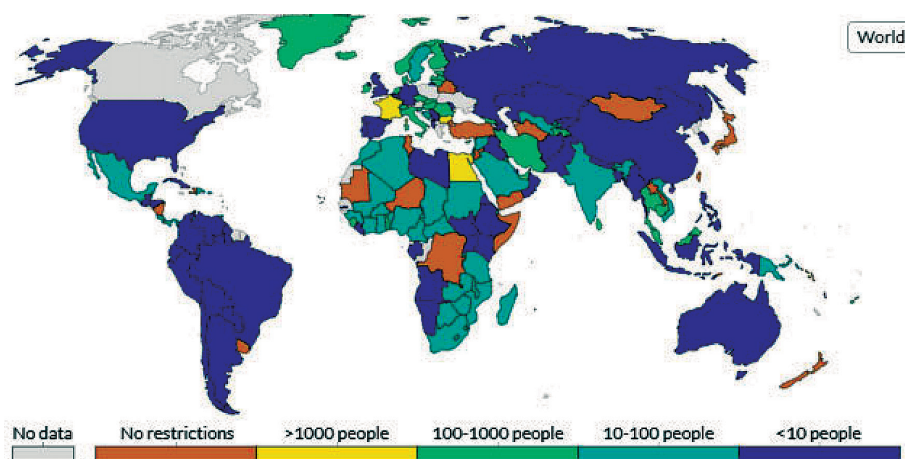 World
No data
No restrictions
>1000 people
100-1000 people
10-100 people
<10 people